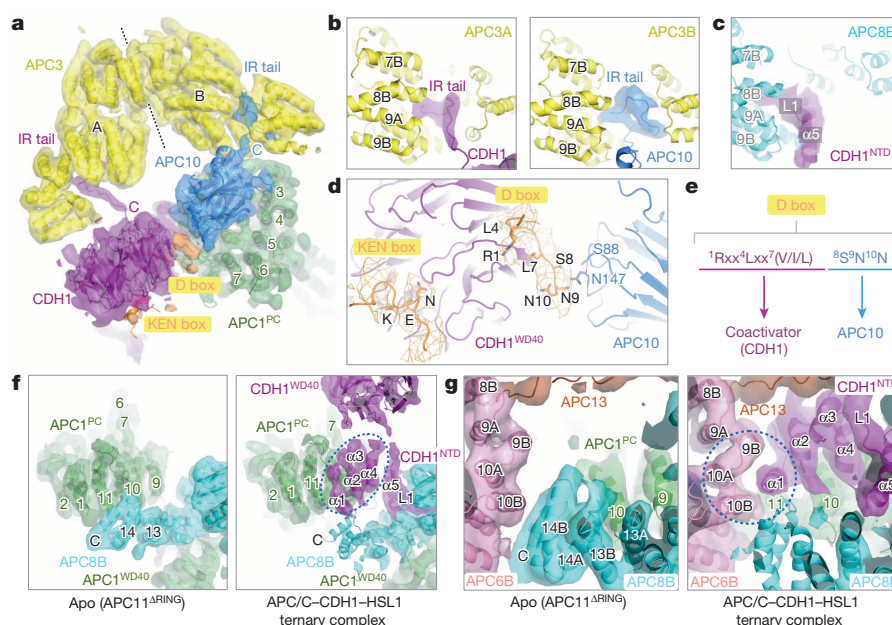 a
APC3
IR tail
B
A
IR tail
APC10
C
C
3
4
5
6
7
CDH1
D box
KEN box
APC1PC
b
APC3A
7B
IR tail
8B
9A
9B
CDH1
APC3B
7B
IR tail
8B
9A
9B
APC10
c
APC8B
7B
8B
L1
9A
α5
9B
CDH1NTD
d
D box
KEN box
L4
R1
S8
S88
L7
N147
N
N10
N9
K
E
CDH1WD40
APC10
e
D box
1Rxx4Lxx7(V/I/L)
8S9N10N
Coactivator
(CDH1)
APC10
f
6
7
APC1PC
2
1
11
10
9
C
14
13
APC8B
APC1WD40
Apo (APC11ΔRING)
CDH1WD40
APC1PC
7
CDH1NTD
α3
2
1
11
α2
α4
α1
α5
L1
C
APC8B
APC1WD40
APC/C–CDH1–HSL1
ternary complex
g
8B
APC13
9A
9B
APC1PC
10A
10B
10
9
14B
13A
C
14A
13B
APC6B
APC8B
Apo (APC11ΔRING)
CDH1NTD
8B
APC13
α3
L1
9A
9B
α2
α4
10A
α1
α5
10B
11
10
APC6B
APC8B
APC/C–CDH1–HSL1
ternary complex